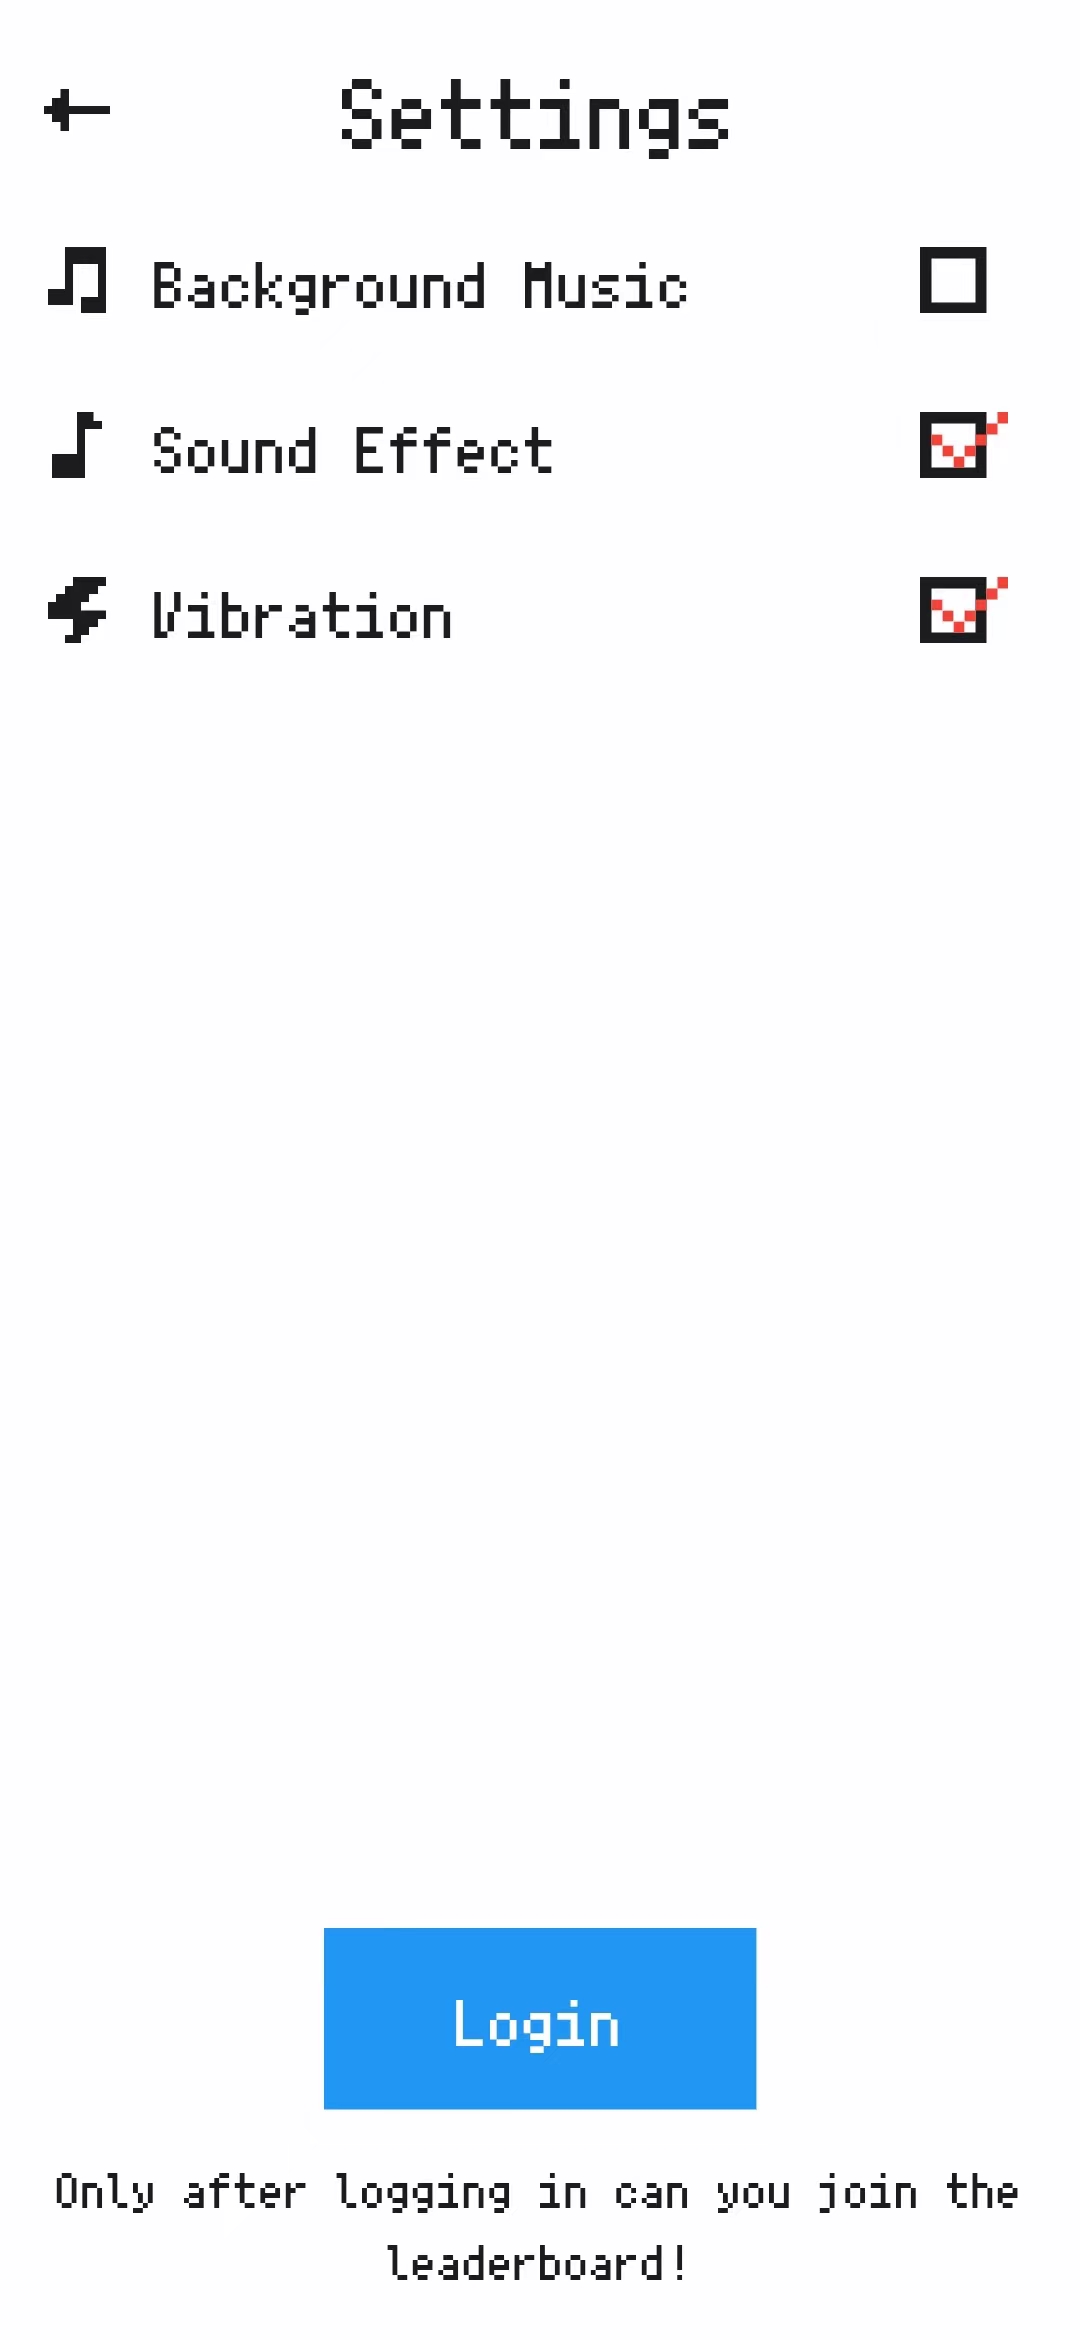 Settings
Background Music
Sound Effect
Vibration
Login
Only after logging in can you join the
leaderboard!